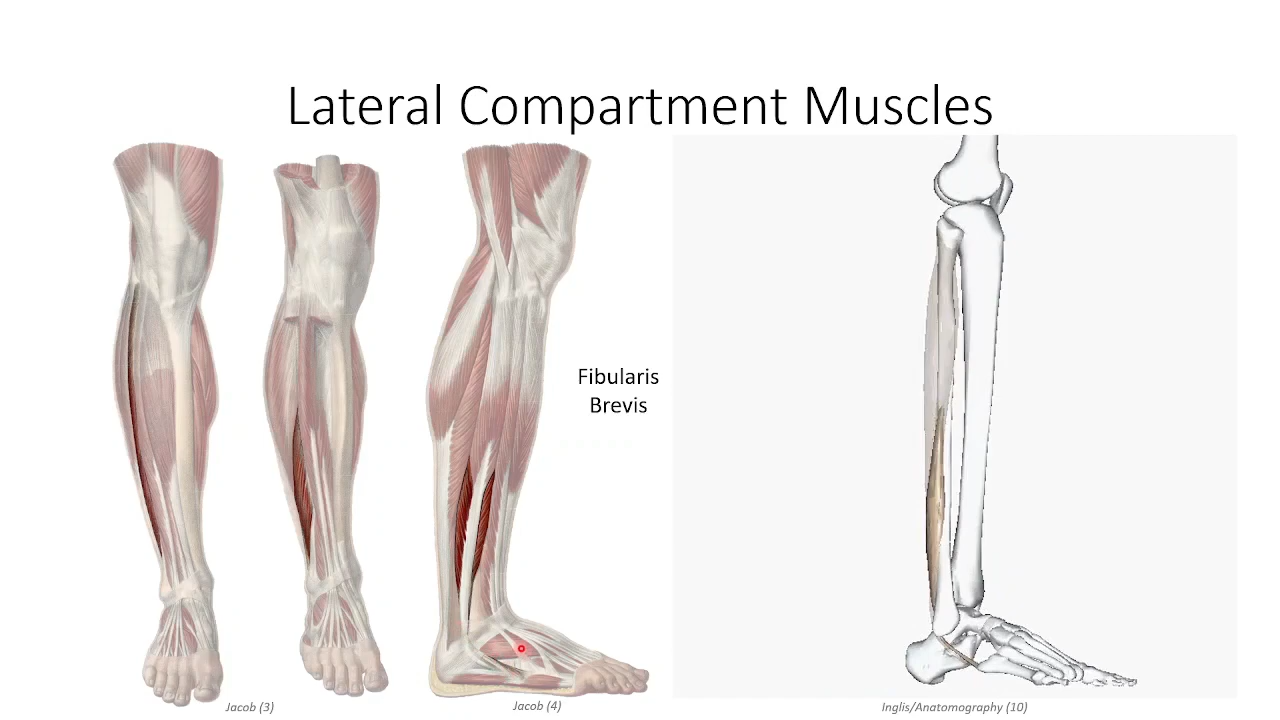 Lateral Compartment Muscles
Fibularis
Brevis
Jacob (3)
Jacob (4)
Inglis/Anatomography (10)